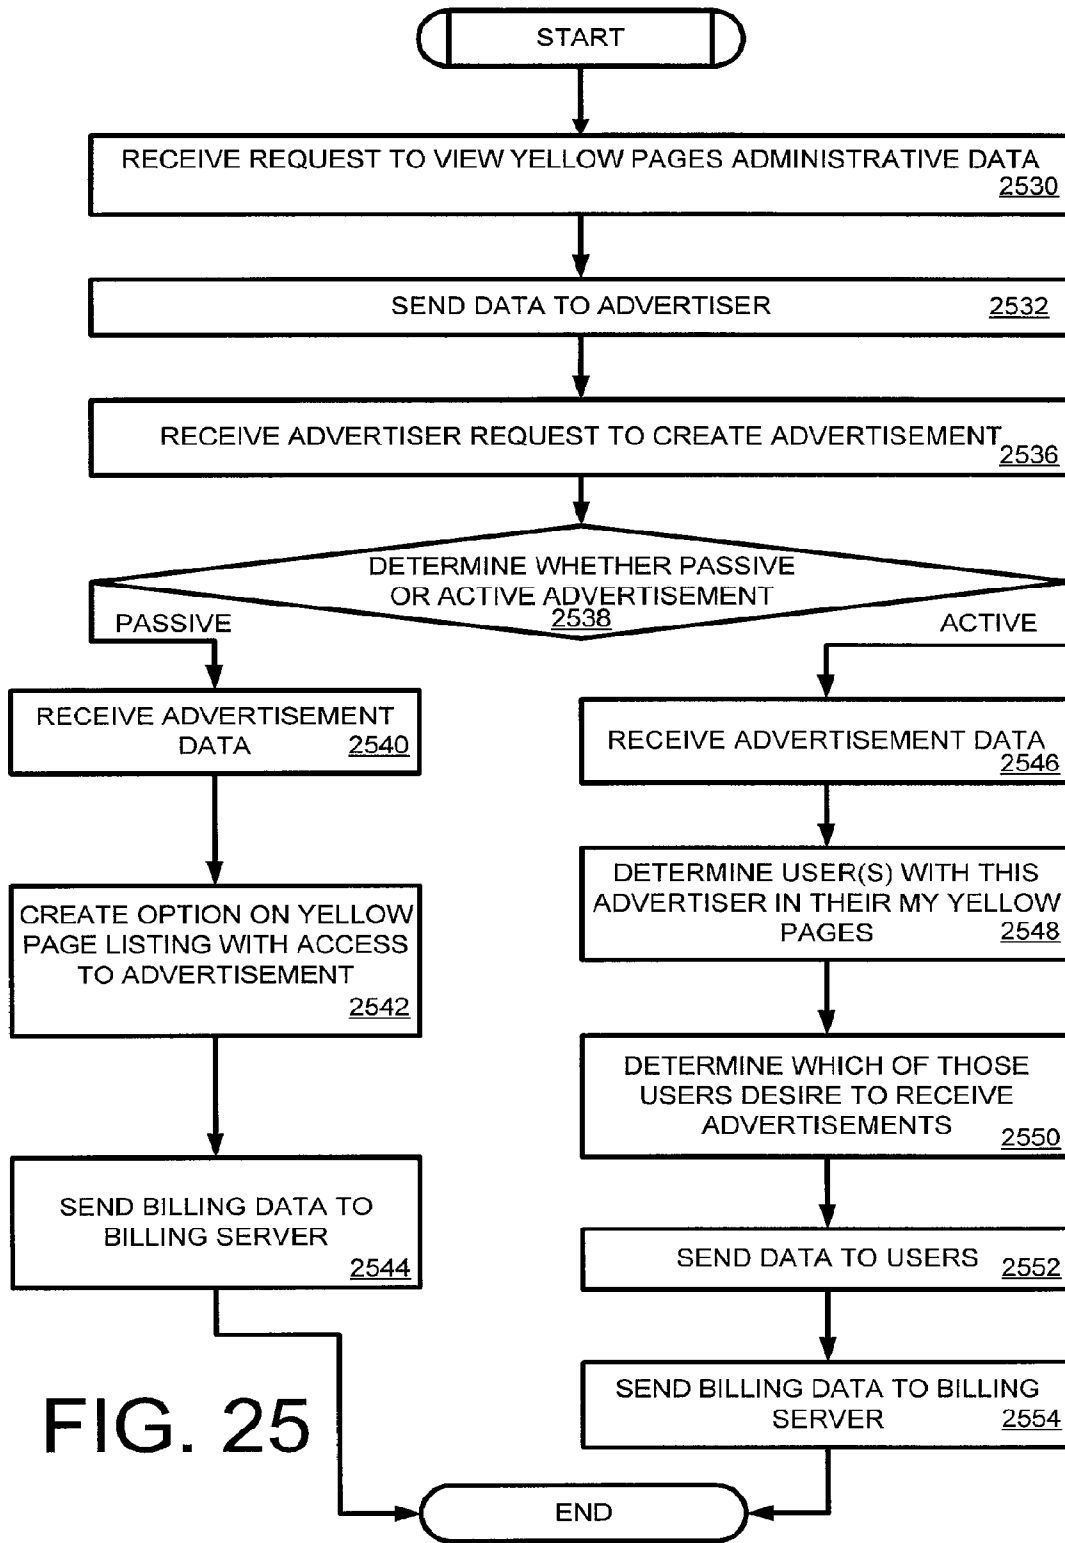 START
RECEIVE REQUEST TO VIEW YELLOW PAGES ADMINISTRATIVE DATA
2530
SEND DATA TO ADVERTISER 2532
RECEIVE ADVERTISER REQUEST TO CREATE ADVERTISEMENT
2536
DETERMINE WHETHER PASSIVE
OR ACTIVE ADVERTISEMENT
2538
PASSIVE
ACTIVE
RECEIVE ADVERTISEMENT
DATA 2540
CREATE OPTION ON YELLOW
PAGE LISTING WITH ACCESS
TO ADVERTISEMENT
2542
SEND BILLING DATA TO
BILLING SERVER
2544
RECEIVE ADVERTISEMENT DATA
2546
DETERMINE USER(S) WITH THIS
ADVERTISER IN THEIR MY YELLOW
PAGES 2548
DETERMINE WHICH OF THOSE
USERS DESIRE TO RECEIVE
ADVERTISEMENTS 2550
SEND DATA TO USERS 2552
SEND BILLING DATA TO BILLING
SERVER 2554
FIG. 25
END